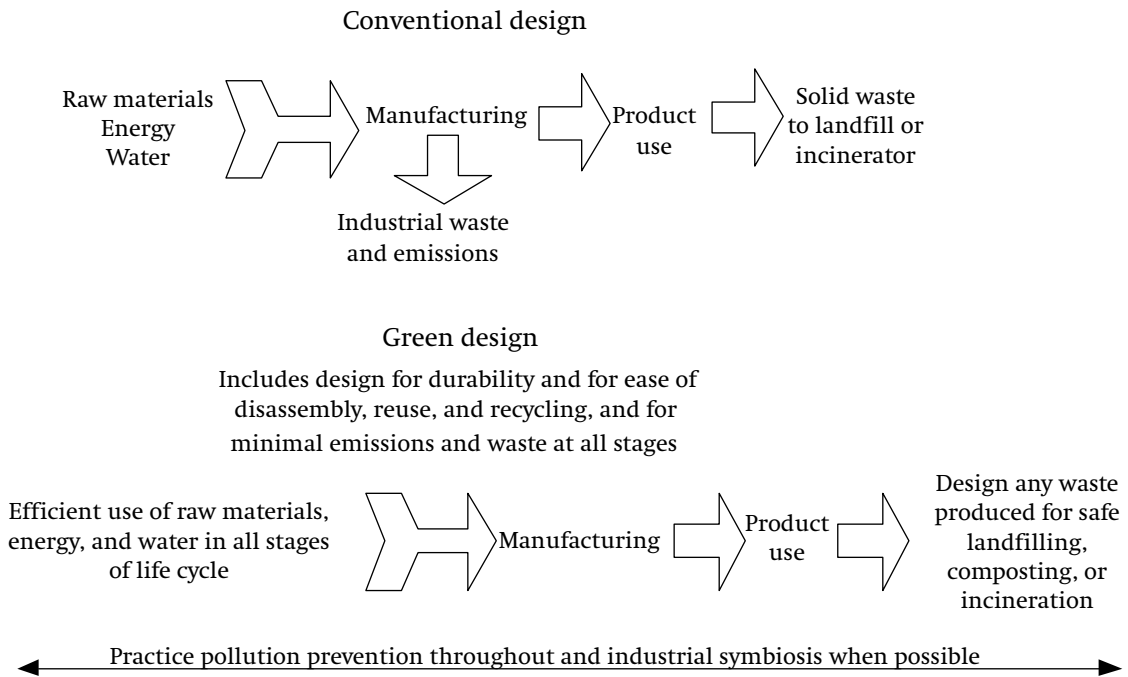 Conventional design
Raw materials
Energy
Water
Manufacturing
Product
use
Solid waste
to landfill or
incinerator
Industrial waste
and emissions
Green design
Includes design for durability and for ease of
disassembly, reuse, and recycling, and for
minimal emissions and waste at all stages
Efficient use of raw materials,
energy, and water in all stages
of life cycle
Manufacturing
Product
use
Design any waste
produced for safe
landfilling,
composting, or
incineration
Practice pollution prevention throughout and industrial symbiosis when possible